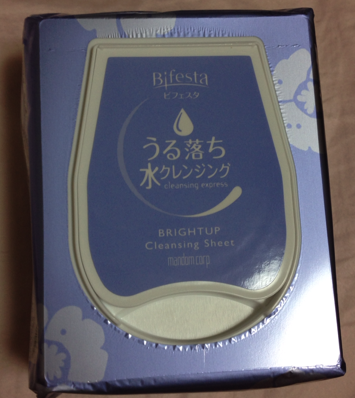 Bifesta
ビフェスタ
うる落ち
水クレンジング
cleansing express
BRIGHTUP
Cleansing Sheet
mandom corp.